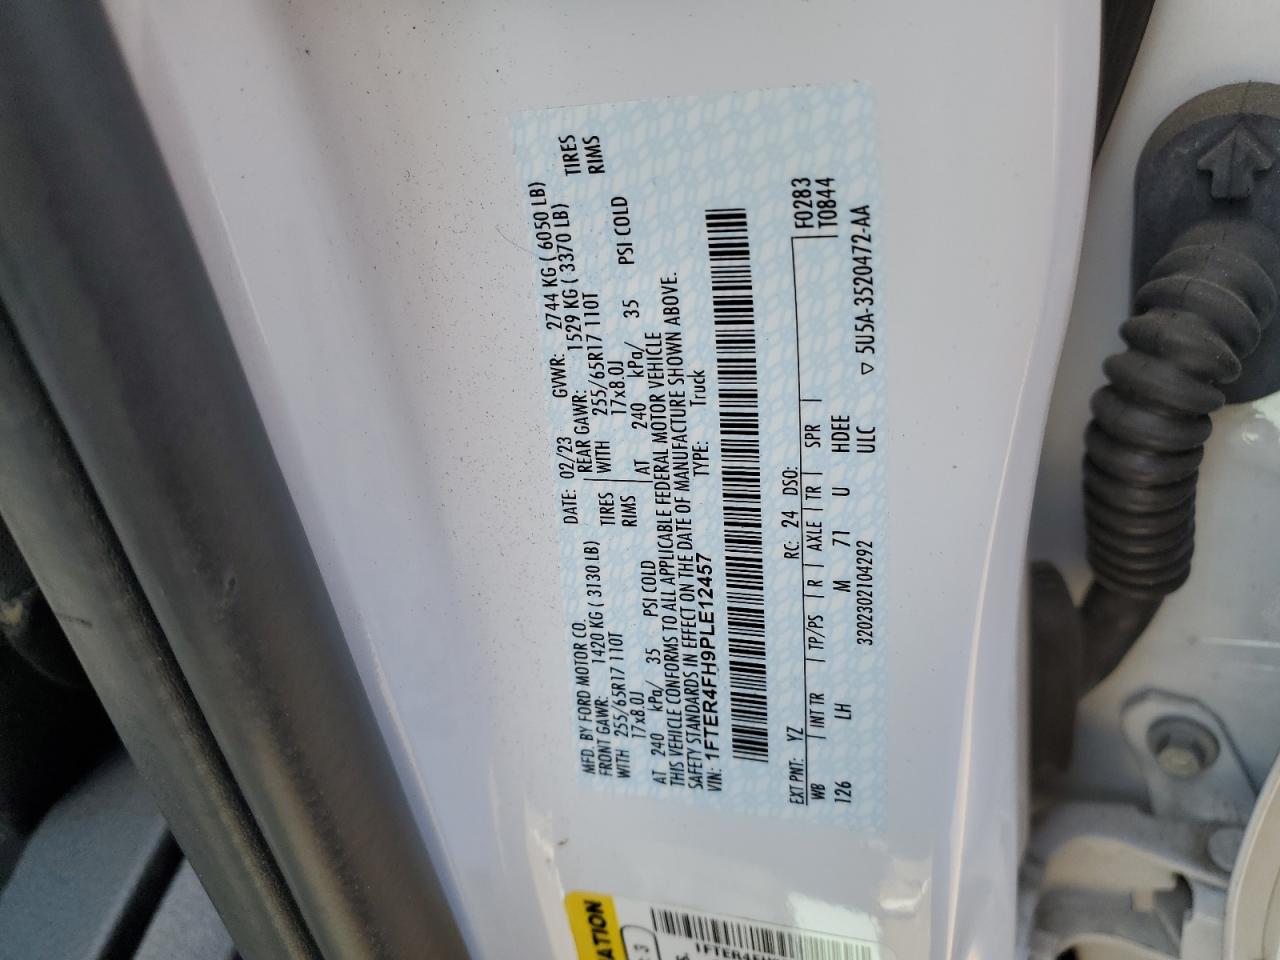 MFD. BY FORD MOTOR CO.
DATE: 02/23 GVWR: 2744 KG ( 6050 LB)
FRONT GAWR: 1420 KG ( 3130 LB)
REAR GAWR: 1529 KG ( 3370 LB)
WITH 255/65R17 110T TIRES
WITH 255/65R17 110T TIRES
17x8.0J RIMS
17x8.0J RIMS
AT 240 kPa/ 35 PSI COLD
AT 240 kPa/ 35 PSI COLD
THIS VEHICLE CONFORMS TO ALL APPLICABLE FEDERAL MOTOR VEHICLE
SAFETY STANDARDS IN EFFECT ON THE DATE OF MANUFACTURE SHOWN ABOVE.
VIN: 1FTER4FH9PLE12457 TYPE: Truck
F0283
T0844
EXT PNT: YZ RC: 24 DSO:
WB INT TR TP/PS R AXLE TR SPR
126 LH M 71 U HDEE
3202302104292 ULC ▽ 5U5A-3520472-AA